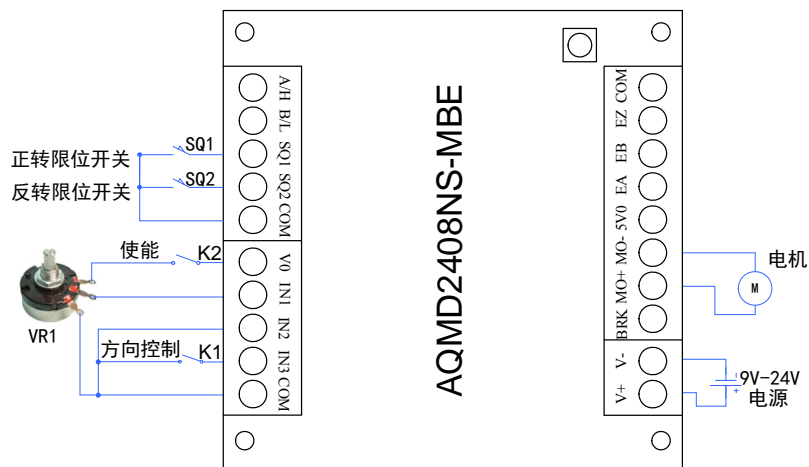 A/H
B/L
SQ1
SQ2
COM
正转限位开关
SQ1
反转限位开关
SQ2
使能
K2
VR1
方向控制
K1
V0
IN1
IN2
IN3
COM
AQMD2408NS-MBE
COM
EZ
EB
EA
5V0
MO-
MO+
BRK
V-
V+
电机
M
9V-24V
电源